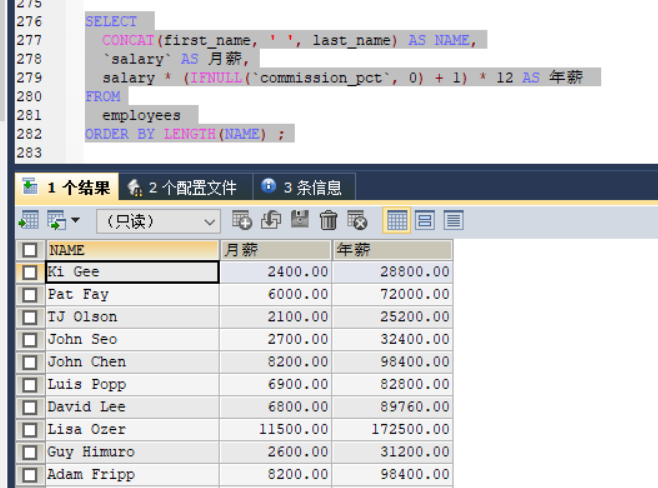 275
276 SELECT
277 CONCAT(first_name, ' ', last_name) AS NAME,
278 `salary` AS 月薪,
279 salary * (IFNULL(`commission_pct`, 0) + 1) * 12 AS 年薪
280 FROM
281 employees
282 ORDER BY LENGTH(NAME) ;
283
1 个结果 2 个配置文件 3 条信息
(只读)
NAME 月薪 年薪
Ki Gee 2400.00 28800.00
Pat Fay 6000.00 72000.00
TJ Olson 2100.00 25200.00
John Seo 2700.00 32400.00
John Chen 8200.00 98400.00
Luis Popp 6900.00 82800.00
David Lee 6800.00 89760.00
Lisa Ozer 11500.00 172500.00
Guy Himuro 2600.00 31200.00
Adam Fripp 8200.00 98400.00